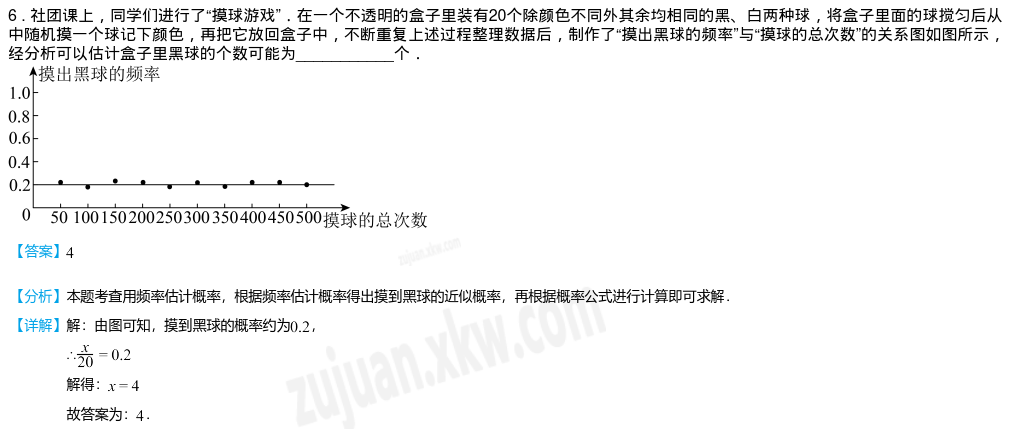 6．社团课上，同学们进行了“摸球游戏”．在一个不透明的盒子里装有20个除颜色不同外其余均相同的黑、白两种球，将盒子里面的球搅匀后从
中随机摸一个球记下颜色，再把它放回盒子中，不断重复上述过程整理数据后，制作了“摸出黑球的频率”与“摸球的总次数”的关系图如图所示，
经分析可以估计盒子里黑球的个数可能为____________个．
摸出黑球的频率
1.0
0.8
0.6
0.4
0.2
0
50 100 150 200 250 300 350 400 450 500 摸球的总次数
【答案】4
zujuan.xkw.com
【分析】本题考查用频率估计概率，根据频率估计概率得出摸到黑球的近似概率，再根据概率公式进行计算即可求解．
【详解】解：由图可知，摸到黑球的概率约为0.2，
∴x/20 = 0.2
解得：x = 4
故答案为：4．
zujuan.xkw.com